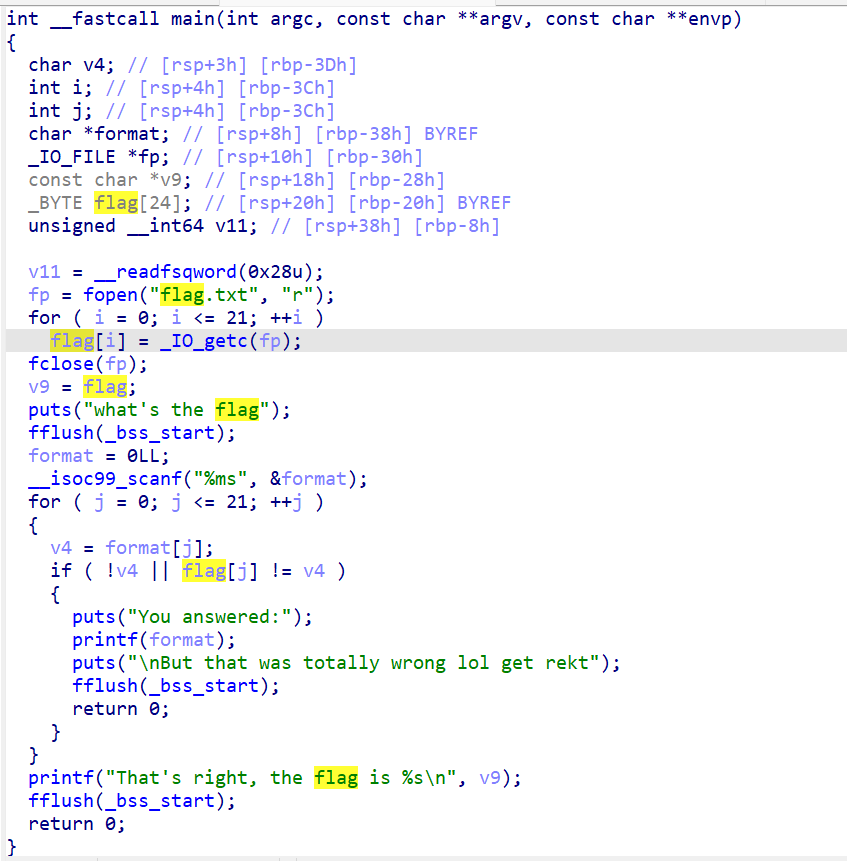 int __fastcall main(int argc, const char **argv, const char **envp)
{
  char v4; // [rsp+3h] [rbp-3Dh]
  int i; // [rsp+4h] [rbp-3Ch]
  int j; // [rsp+4h] [rbp-3Ch]
  char *format; // [rsp+8h] [rbp-38h] BYREF
  _IO_FILE *fp; // [rsp+10h] [rbp-30h]
  const char *v9; // [rsp+18h] [rbp-28h]
  _BYTE flag[24]; // [rsp+20h] [rbp-20h] BYREF
  unsigned __int64 v11; // [rsp+38h] [rbp-8h]

  v11 = __readfsqword(0x28u);
  fp = fopen("flag.txt", "r");
  for ( i = 0; i <= 21; ++i )
    flag[i] = _IO_getc(fp);
  fclose(fp);
  v9 = flag;
  puts("what's the flag");
  fflush(_bss_start);
  format = 0LL;
  __isoc99_scanf("%ms", &format);
  for ( j = 0; j <= 21; ++j )
  {
    v4 = format[j];
    if ( !v4 || flag[j] != v4 )
    {
      puts("You answered:");
      printf(format);
      puts("\nBut that was totally wrong lol get rekt");
      fflush(_bss_start);
      return 0;
    }
  }
  printf("That's right, the flag is %s\n", v9);
  fflush(_bss_start);
  return 0;
}